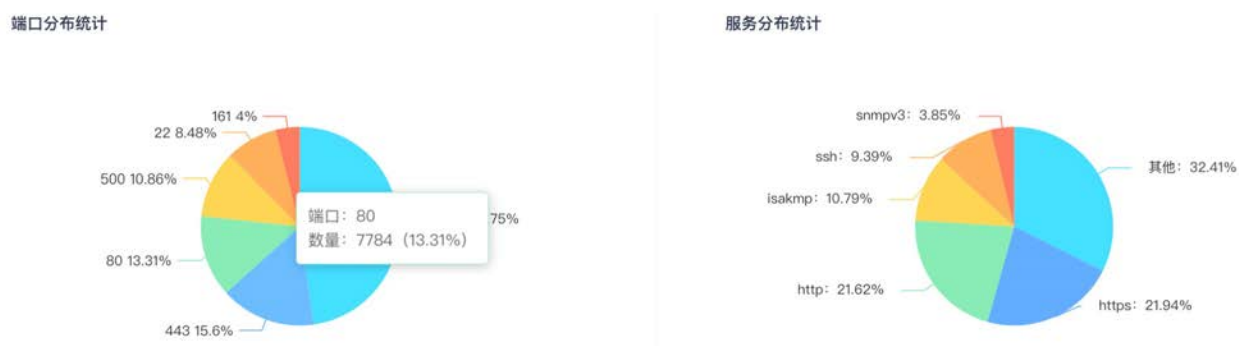 端口分布统计
161 4%
22 8.48%
500 10.86%
80 13.31%
443 15.6%
75%
端口：80
数量：7784（13.31%）
服务分布统计
snmpv3：3.85%
ssh：9.39%
isakmp：10.79%
http：21.62%
其他：32.41%
https：21.94%